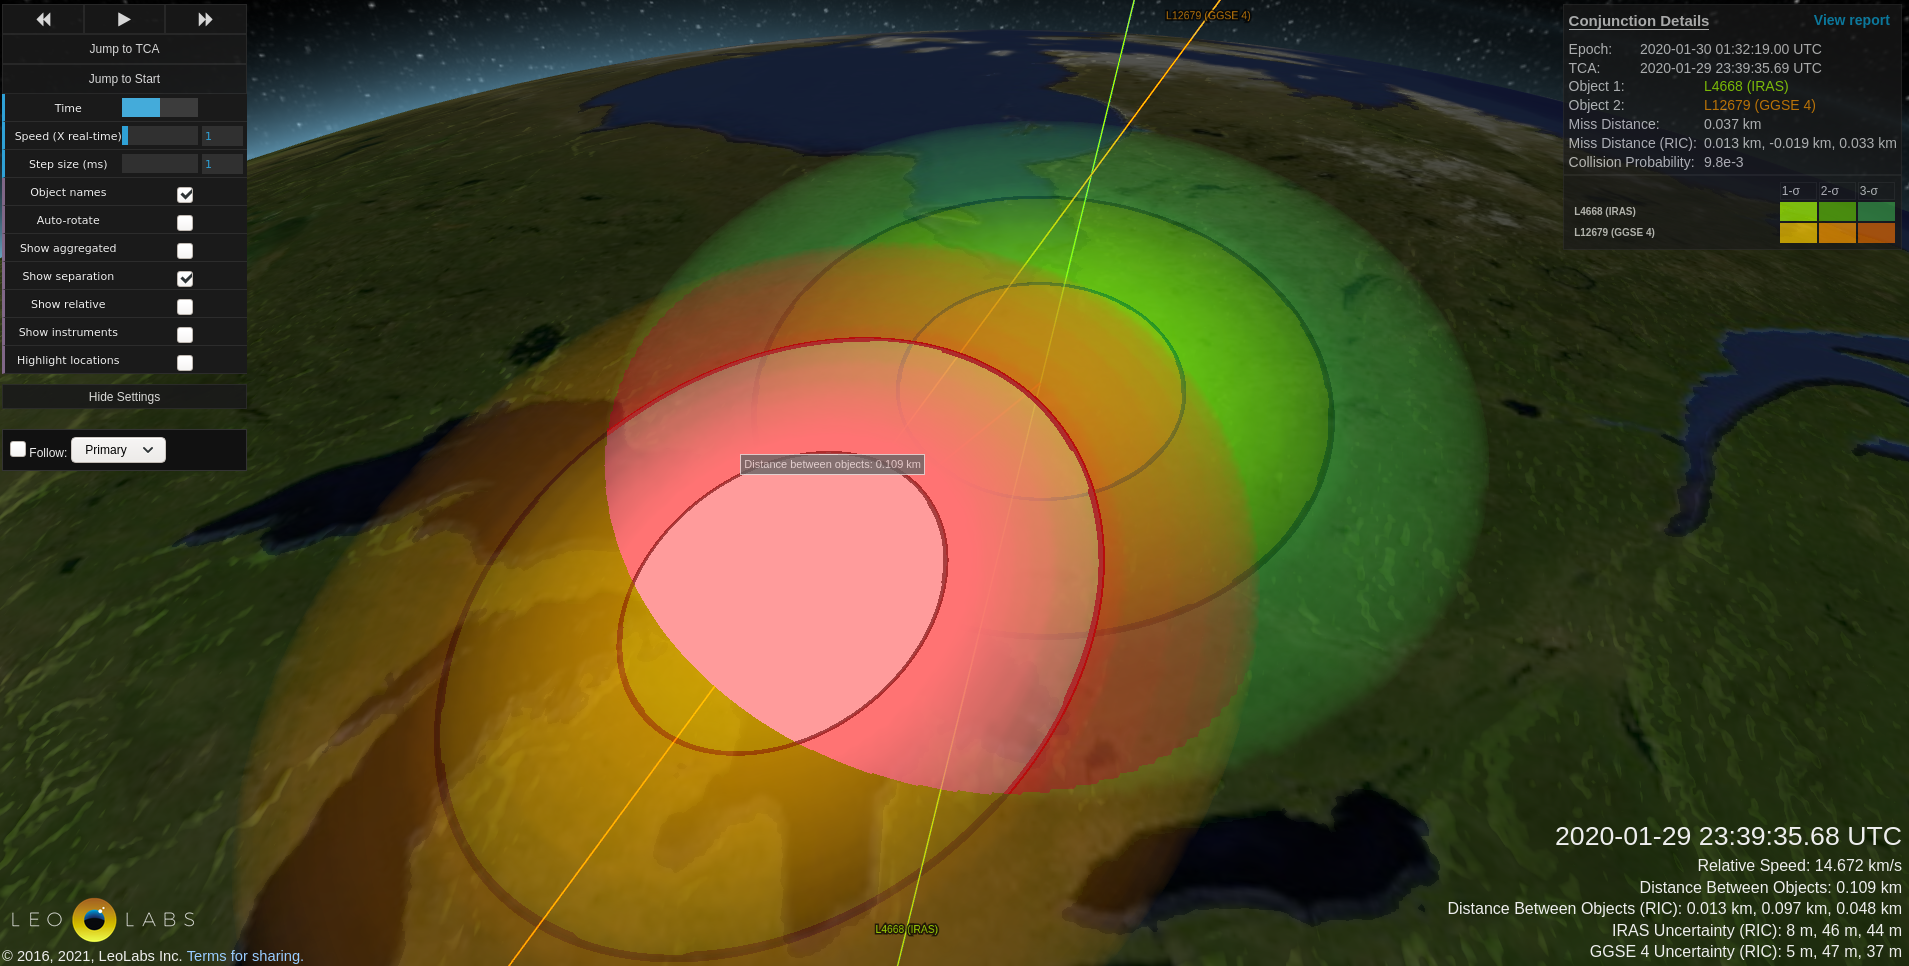 Jump to TCA
Jump to Start
Time
Speed (X real-time) 1
Step size (ms) 1
Object names
Auto-rotate
Show aggregated
Show separation
Show relative
Show instruments
Highlight locations
Hide Settings
Follow: Primary
L12679 (GGSE 4)
Conjunction Details View report
Epoch: 2020-01-30 01:32:19.00 UTC
TCA: 2020-01-29 23:39:35.69 UTC
Object 1: L4668 (IRAS)
Object 2: L12679 (GGSE 4)
Miss Distance: 0.037 km
Miss Distance (RIC): 0.013 km, -0.019 km, 0.033 km
Collision Probability: 9.8e-3
1-σ 2-σ 3-σ
L4668 (IRAS)
L12679 (GGSE 4)
Distance between objects: 0.109 km
L4668 (IRAS)
2020-01-29 23:39:35.68 UTC
Relative Speed: 14.672 km/s
Distance Between Objects: 0.109 km
Distance Between Objects (RIC): 0.013 km, 0.097 km, 0.048 km
IRAS Uncertainty (RIC): 8 m, 46 m, 44 m
GGSE 4 Uncertainty (RIC): 5 m, 47 m, 37 m
LEO LABS
© 2016, 2021, LeoLabs Inc. Terms for sharing.